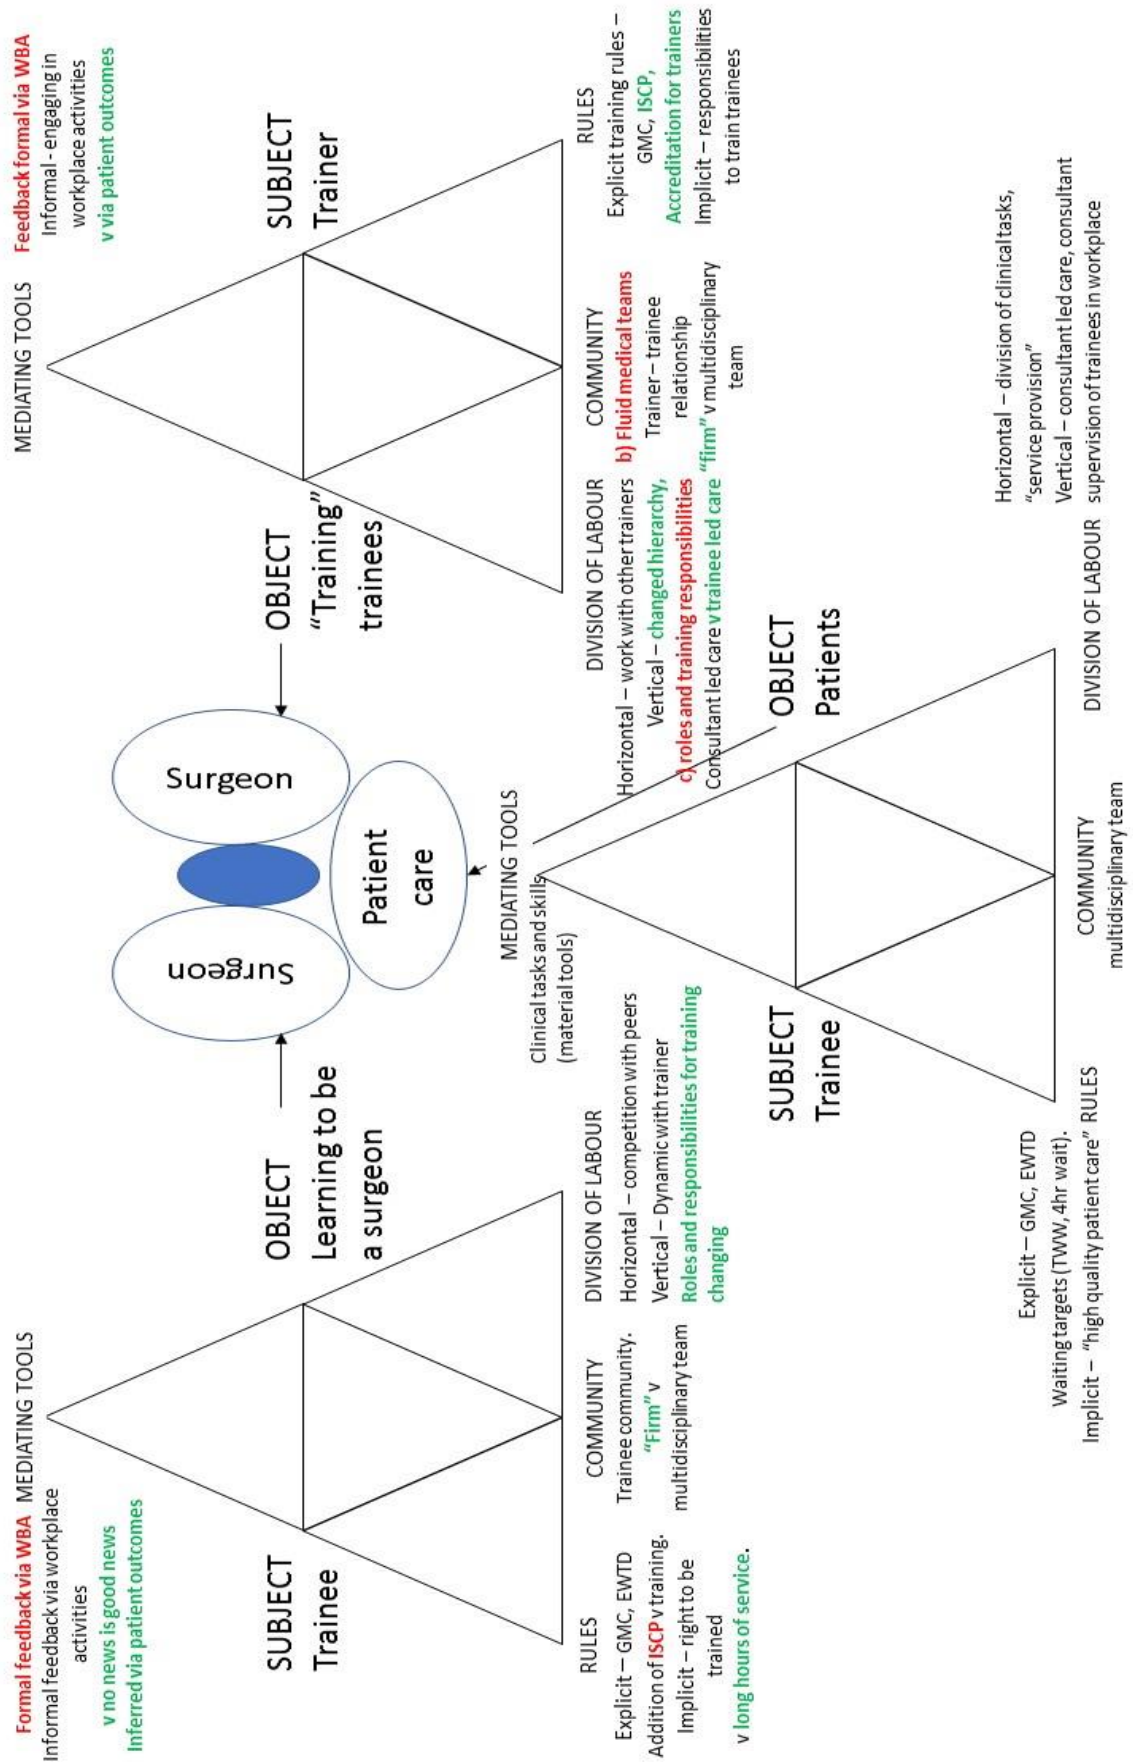 Formal feedback via WBA
Informal feedback via workplace
activities
v no news is good news
Inferred via patient outcomes
MEDIATING TOOLS
SUBJECT
Trainee
OBJECT
Learning to be
a surgeon
RULES
Explicit – GMC, EWTD
Addition of ISCP v training.
Implicit – right to be
trained
v long hours of service.
COMMUNITY
Trainee community.
"Firm" v
multidisciplinary team
DIVISION OF LABOUR
Horizontal – competition with peers
Vertical – Dynamic with trainer
Roles and responsibilities for training
changing
Surgeon
Surgeon
Patient
care
MEDIATING TOOLS
Feedback formal via WBA
Informal - engaging in
workplace activities
v via patient outcomes
OBJECT
"Training"
trainees
SUBJECT
Trainer
DIVISION OF LABOUR
Horizontal – work with other trainers
Vertical – changed hierarchy,
c) roles and training responsibilities
Consultant led care v trainee led care
COMMUNITY
b) Fluid medical teams
Trainer – trainee
relationship
"firm" v multidisciplinary
team
RULES
Explicit training rules –
GMC, ISCP,
Accreditation for trainers
Implicit – responsibilities
to train trainees
MEDIATING TOOLS
Clinical tasks and skills
(material tools)
SUBJECT
Trainee
OBJECT
Patients
Explicit – GMC, EWTD
Waiting targets (TWW, 4hr wait).
Implicit – "high quality patient care"
RULES
COMMUNITY
multidisciplinary team
DIVISION OF LABOUR
Horizontal – division of clinical tasks,
"service provision"
Vertical – consultant led care, consultant
supervision of trainees in workplace